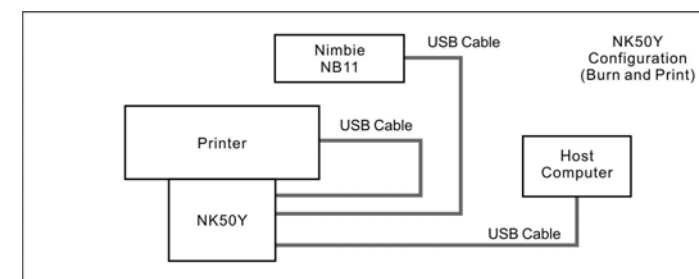 Nimbie
NB11
USB Cable
NK50Y
Configuration
(Burn and Print)
Printer
USB Cable
Host
Computer
NK50Y
USB Cable